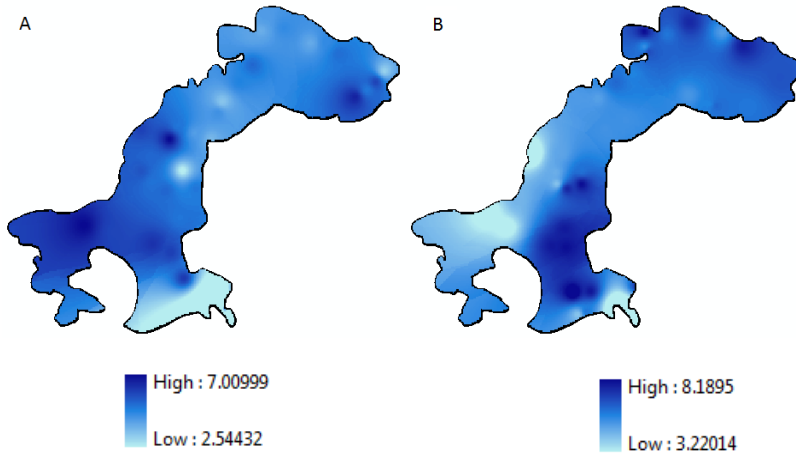 A
B
High : 7.00999
Low : 2.54432
High : 8.1895
Low : 3.22014